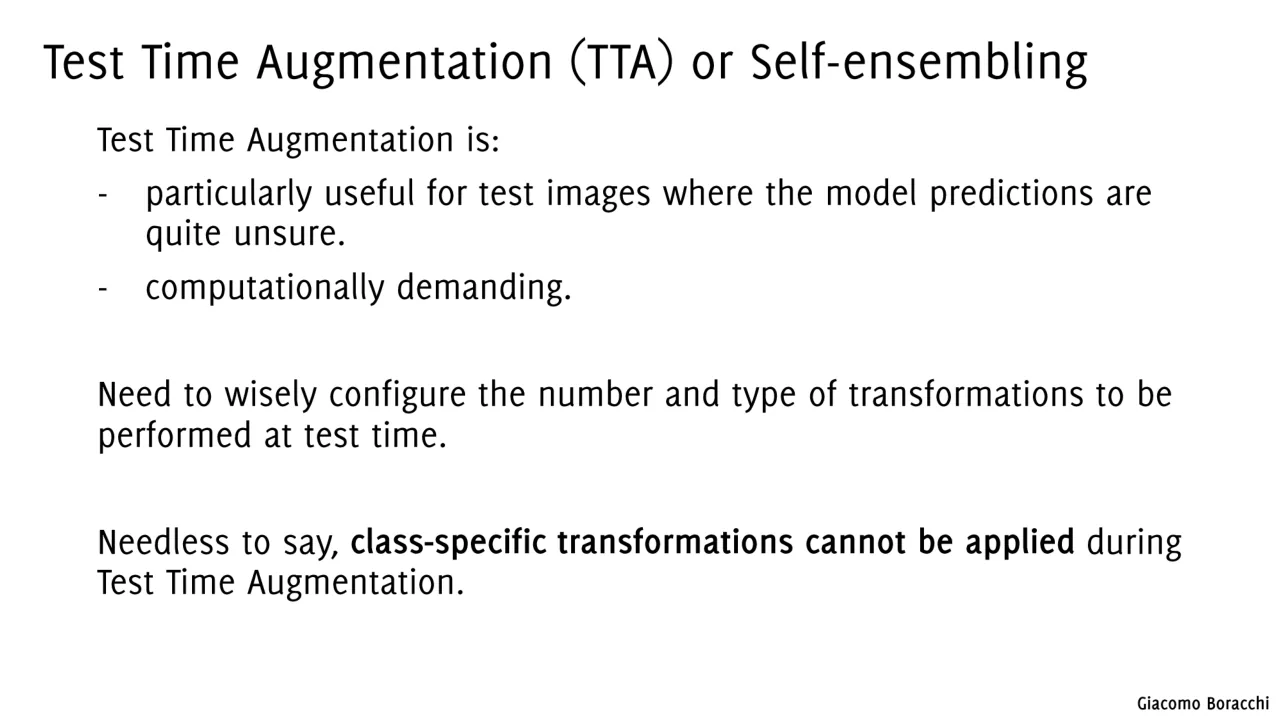 Test Time Augmentation (TTA) or Self-ensembling
Test Time Augmentation is:
- particularly useful for test images where the model predictions are
quite unsure.
- computationally demanding.
Need to wisely configure the number and type of transformations to be
performed at test time.
Needless to say, class-specific transformations cannot be applied during
Test Time Augmentation.
Giacomo Boracchi